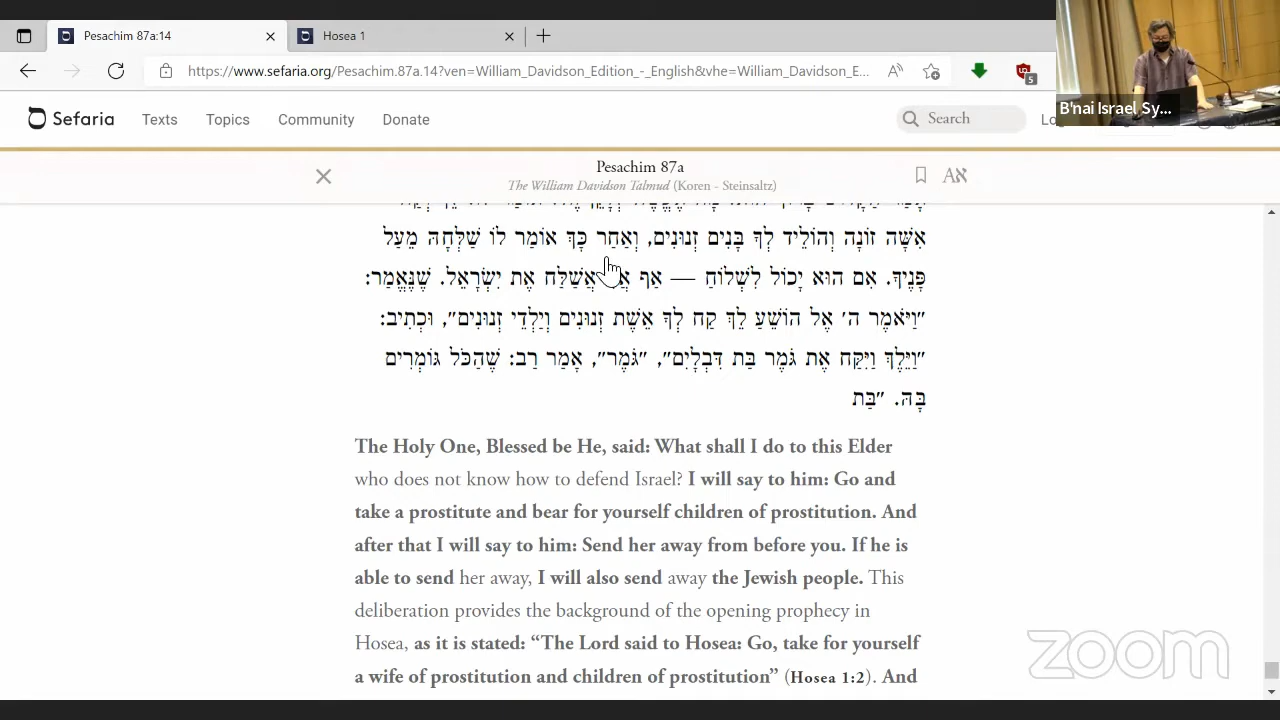 Pesachim 87a:14
Hosea 1
https://www.sefaria.org/Pesachim.87a.14?ven=William_Davidson_Edition_-_English&vhe=William_Davidson_E...
5
Sefaria
Texts
Topics
Community
Donate
Search
B'nai Israel Sy...
Pesachim 87a
The William Davidson Talmud (Koren - Steinsaltz)
אִשָּׁה זוֹנָה וְהוֹלִיד לְךָ בָּנִים זְנוּנִים, וְאַחַר כָּךְ אוֹמַר לוֹ שַׁלְּחָהּ מֵעַל
פָּנֶיךָ. אִם הוּא יָכוֹל לִשְׁלוֹחַ — אַף אֲשַׁלַּח אֶת יִשְׂרָאֵל. שֶׁנֶּאֱמַר:
״וַיֹּאמֶר ה׳ אֶל הוֹשֵׁעַ לֵךְ קַח לְךָ אֵשֶׁת זְנוּנִים וְיַלְדֵי זְנוּנִים״, וּכְתִיב:
״וַיֵּלֶךְ וַיִּקַּח אֶת גֹּמֶר בַּת דִּבְלָיִם״, ״גֹּמֶר״, אָמַר רַב: שֶׁהַכֹּל גּוֹמְרִים
בָּהּ. ״בַּת
The Holy One, Blessed be He, said: What shall I do to this Elder
who does not know how to defend Israel? I will say to him: Go and
take a prostitute and bear for yourself children of prostitution. And
after that I will say to him: Send her away from before you. If he is
able to send her away, I will also send away the Jewish people. This
deliberation provides the background of the opening prophecy in
Hosea, as it is stated: “The Lord said to Hosea: Go, take for yourself
a wife of prostitution and children of prostitution” (Hosea 1:2). And
zoom